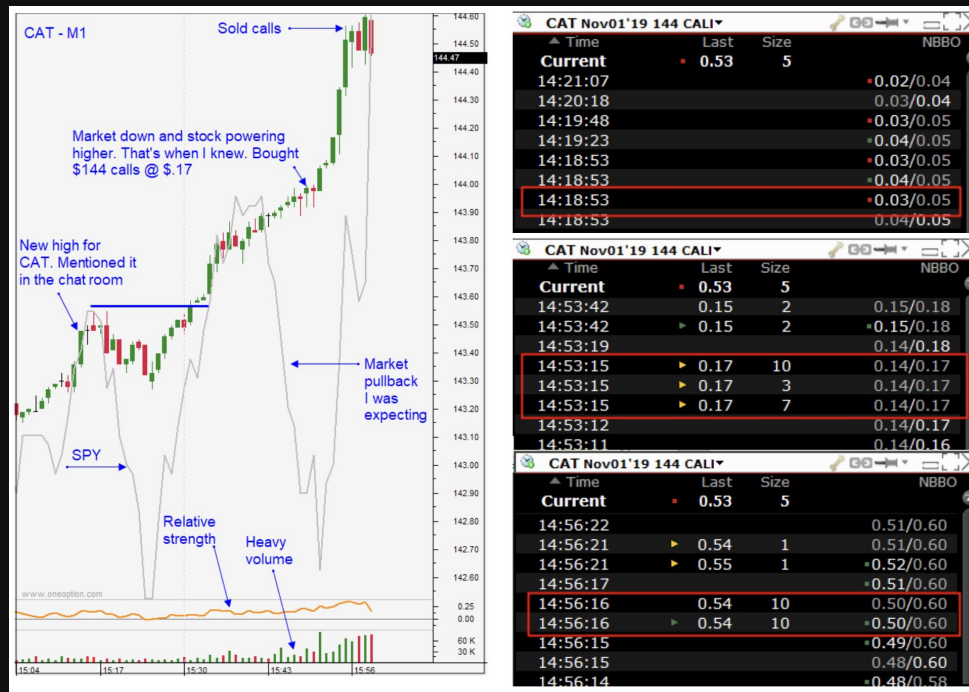 CAT - M1
Sold calls
Market down and stock powering
higher. That's when I knew. Bought
$144 calls @ $.17
New high for
CAT. Mentioned it
in the chat room
Market
pullback
I was
expecting
SPY
Relative
strength
Heavy
volume
www.oneoption.com
144.60
144.50
144.47
144.30
144.20
144.10
144.00
143.90
143.80
143.70
143.60
143.50
143.40
143.30
143.20
143.10
143.00
142.90
142.80
142.70
142.60
0.25
0.00
60 K
30 K
15:04 15:17 15:30 15:43 15:56
CAT Nov01'19 144 CALL
Time Last Size NBBO
Current 0.53 5
14:21:07 0.02/0.04
14:20:18 0.03/0.04
14:19:48 0.03/0.05
14:19:23 0.04/0.05
14:18:53 0.03/0.05
14:18:53 0.04/0.05
14:18:53 0.03/0.05
14:18:53 0.04/0.05
CAT Nov01'19 144 CALL
Time Last Size NBBO
Current 0.53 5
14:53:42 0.15 2 0.15/0.18
14:53:42 0.15 2 0.15/0.18
14:53:19 0.14/0.18
14:53:15 0.17 10 0.14/0.17
14:53:15 0.17 3 0.14/0.17
14:53:15 0.17 7 0.14/0.17
14:53:12 0.14/0.17
14:53:11 0.14/0.16
CAT Nov01'19 144 CALL
Time Last Size NBBO
Current 0.53 5
14:56:22 0.51/0.60
14:56:21 0.54 1 0.51/0.60
14:56:21 0.55 1 0.52/0.60
14:56:17 0.51/0.60
14:56:16 0.54 10 0.50/0.60
14:56:16 0.54 10 0.50/0.60
14:56:15 0.49/0.60
14:56:15 0.48/0.60
14:56:14 0.48/0.58